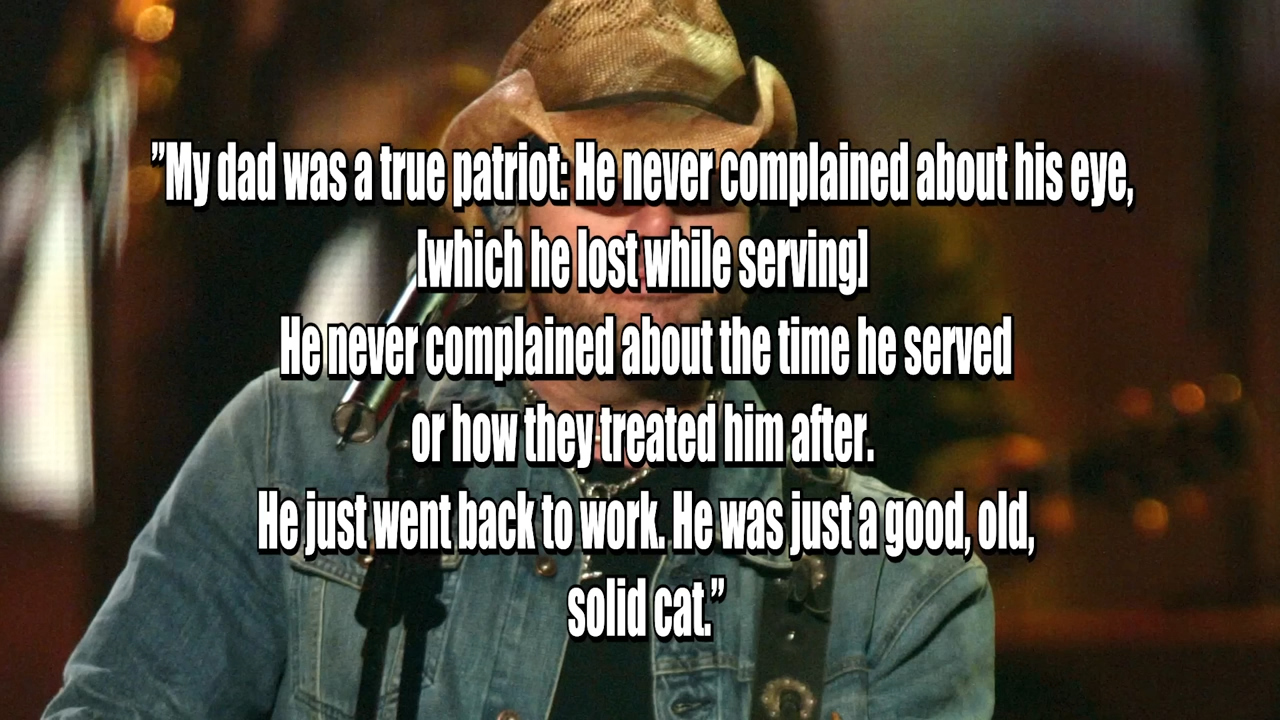 ”My dad was a true patriot: He never complained about his eye,
[which he lost while serving]
He never complained about the time he served
or how they treated him after.
He just went back to work. He was just a good, old,
solid cat.”